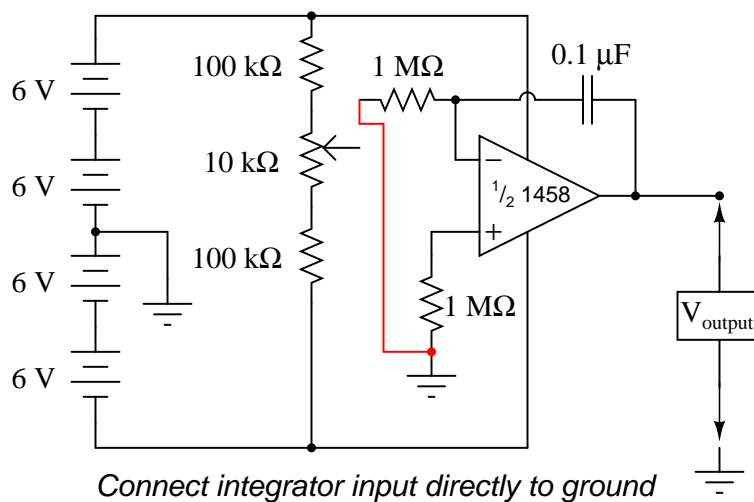 100 kΩ
1 MΩ
0.1 µF
6 V
6 V
10 kΩ
−
1/2 1458
+
100 kΩ
6 V
1 MΩ
Voutput
6 V
Connect integrator input directly to ground